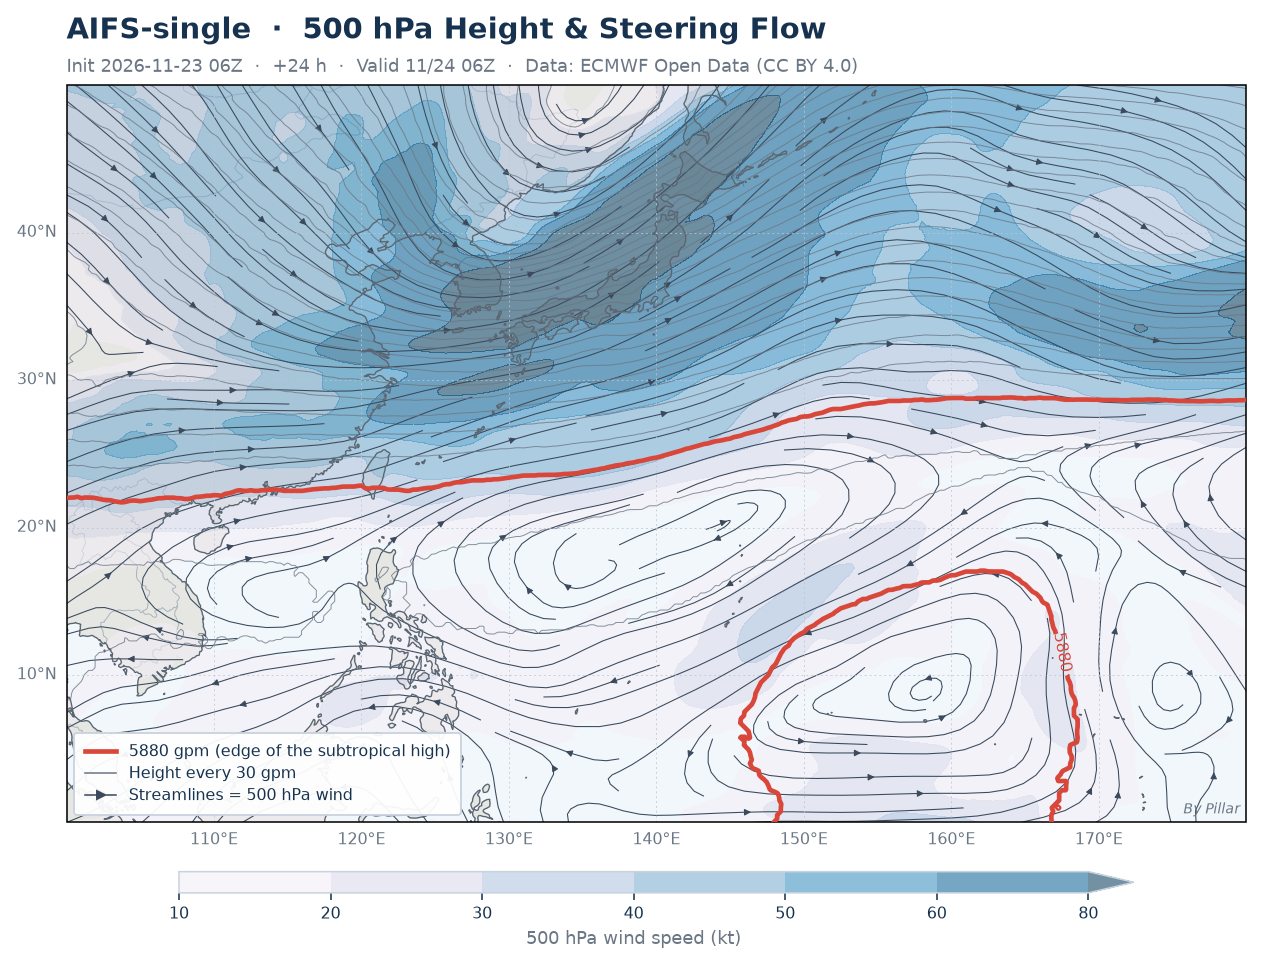 AIFS-single · 500 hPa Height & Steering Flow
Init 2026-11-23 06Z · +24 h · Valid 11/24 06Z · Data: ECMWF Open Data (CC BY 4.0)
40°N
30°N
20°N
10°N
5880
5880 gpm (edge of the subtropical high)
Height every 30 gpm
Streamlines = 500 hPa wind
By Pillar
110°E 120°E 130°E 140°E 150°E 160°E 170°E
10 20 30 40 50 60 80
500 hPa wind speed (kt)